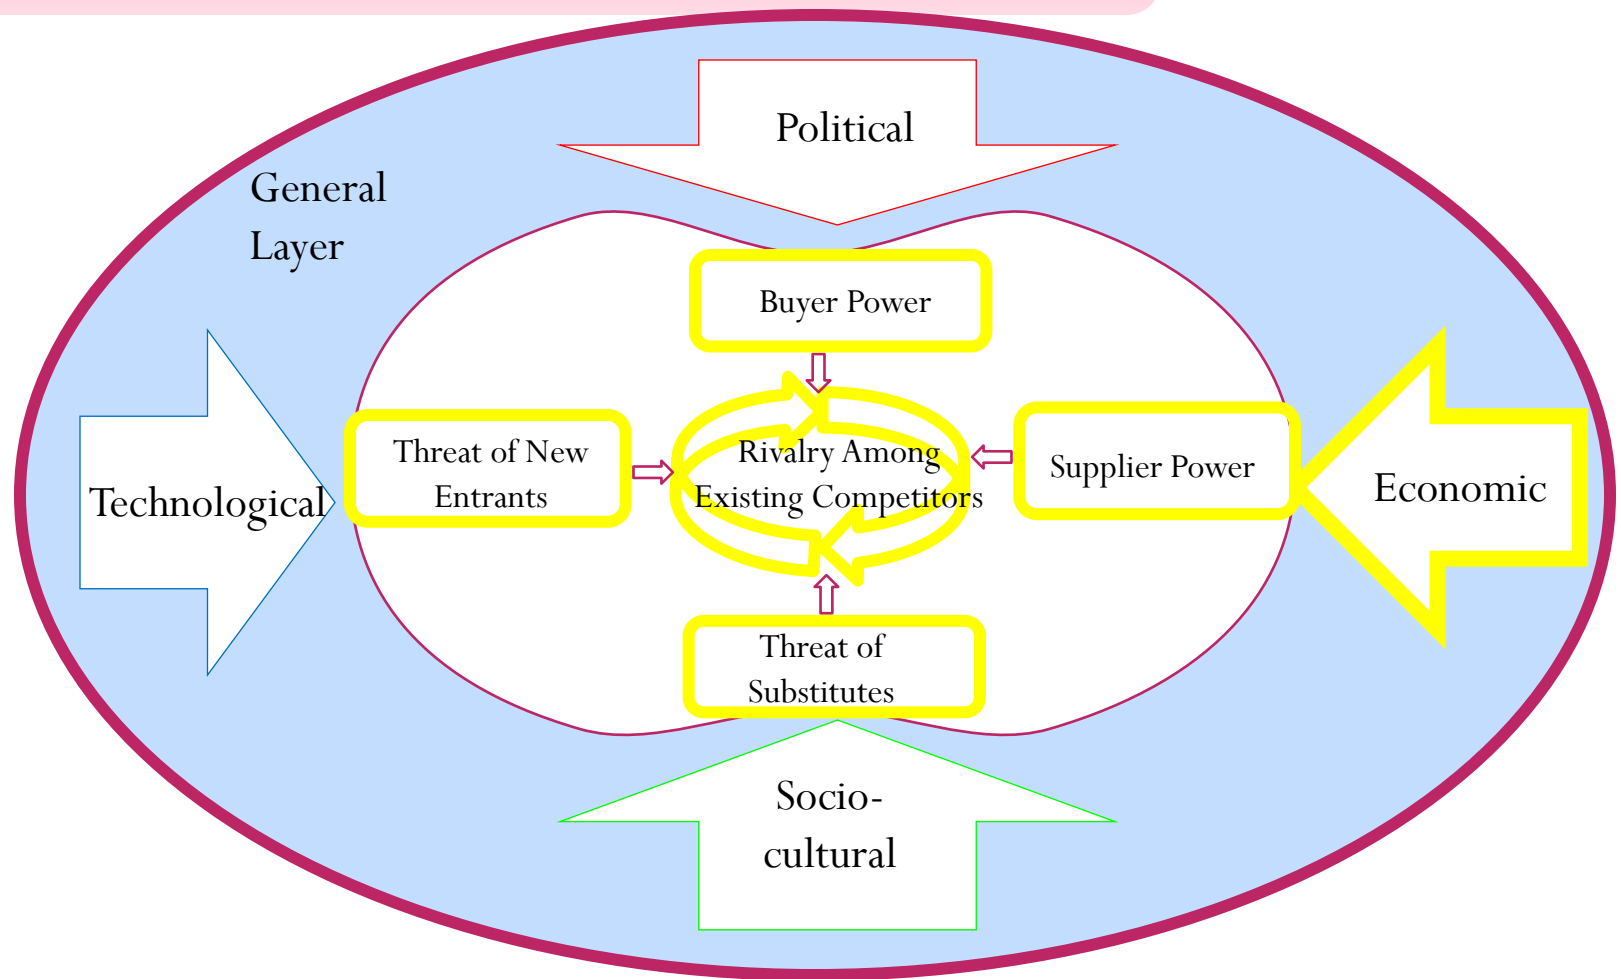 Political
General
Layer
Buyer Power
Threat of New
Entrants
Rivalry Among
Existing Competitors
Supplier Power
Technological
Economic
Threat of
Substitutes
Socio-
cultural